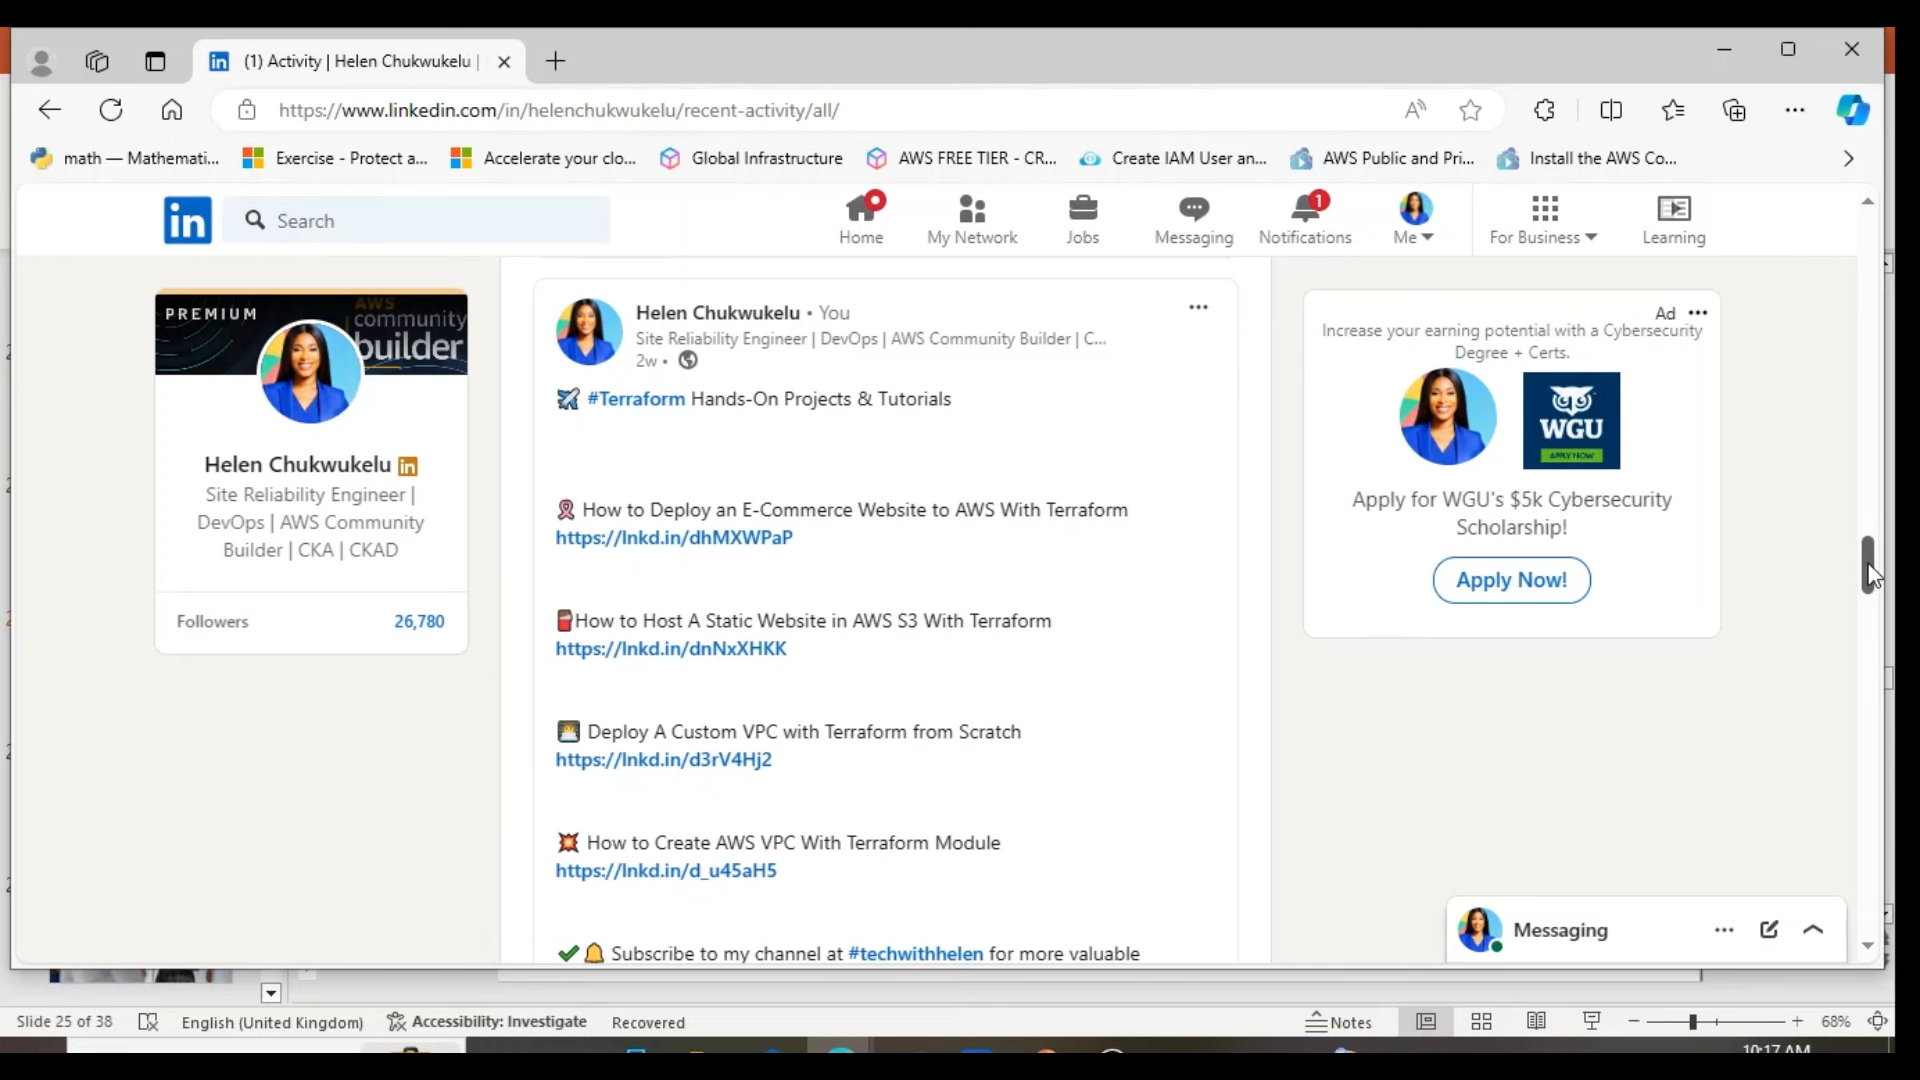 (1) Activity | Helen Chukwukelu |
https://www.linkedin.com/in/helenchukwukelu/recent-activity/all/
math — Mathemati...
Exercise - Protect a...
Accelerate your clo...
Global Infrastructure
AWS FREE TIER - CR...
Create IAM User an...
AWS Public and Pri...
Install the AWS Co...
in
Search
Home
My Network
Jobs
Messaging
1
Notifications
Me
For Business
Learning
PREMIUM
AWS
community
builder
Helen Chukwukelu in
Site Reliability Engineer |
DevOps | AWS Community
Builder | CKA | CKAD
Followers 26,780
Helen Chukwukelu • You
Site Reliability Engineer | DevOps | AWS Community Builder | C...
2w •
#Terraform Hands-On Projects & Tutorials
How to Deploy an E-Commerce Website to AWS With Terraform
https://lnkd.in/dhMXWPaP
How to Host A Static Website in AWS S3 With Terraform
https://lnkd.in/dnNxXHKK
Deploy A Custom VPC with Terraform from Scratch
https://lnkd.in/d3rV4Hj2
How to Create AWS VPC With Terraform Module
https://lnkd.in/d_u45aH5
Subscribe to my channel at #techwithhelen for more valuable
Ad
Increase your earning potential with a Cybersecurity
Degree + Certs.
WGU
APPLY NOW
Apply for WGU's $5k Cybersecurity
Scholarship!
Apply Now!
Messaging
Slide 25 of 38
English (United Kingdom)
Accessibility: Investigate
Recovered
Notes
68%
10:17 AM